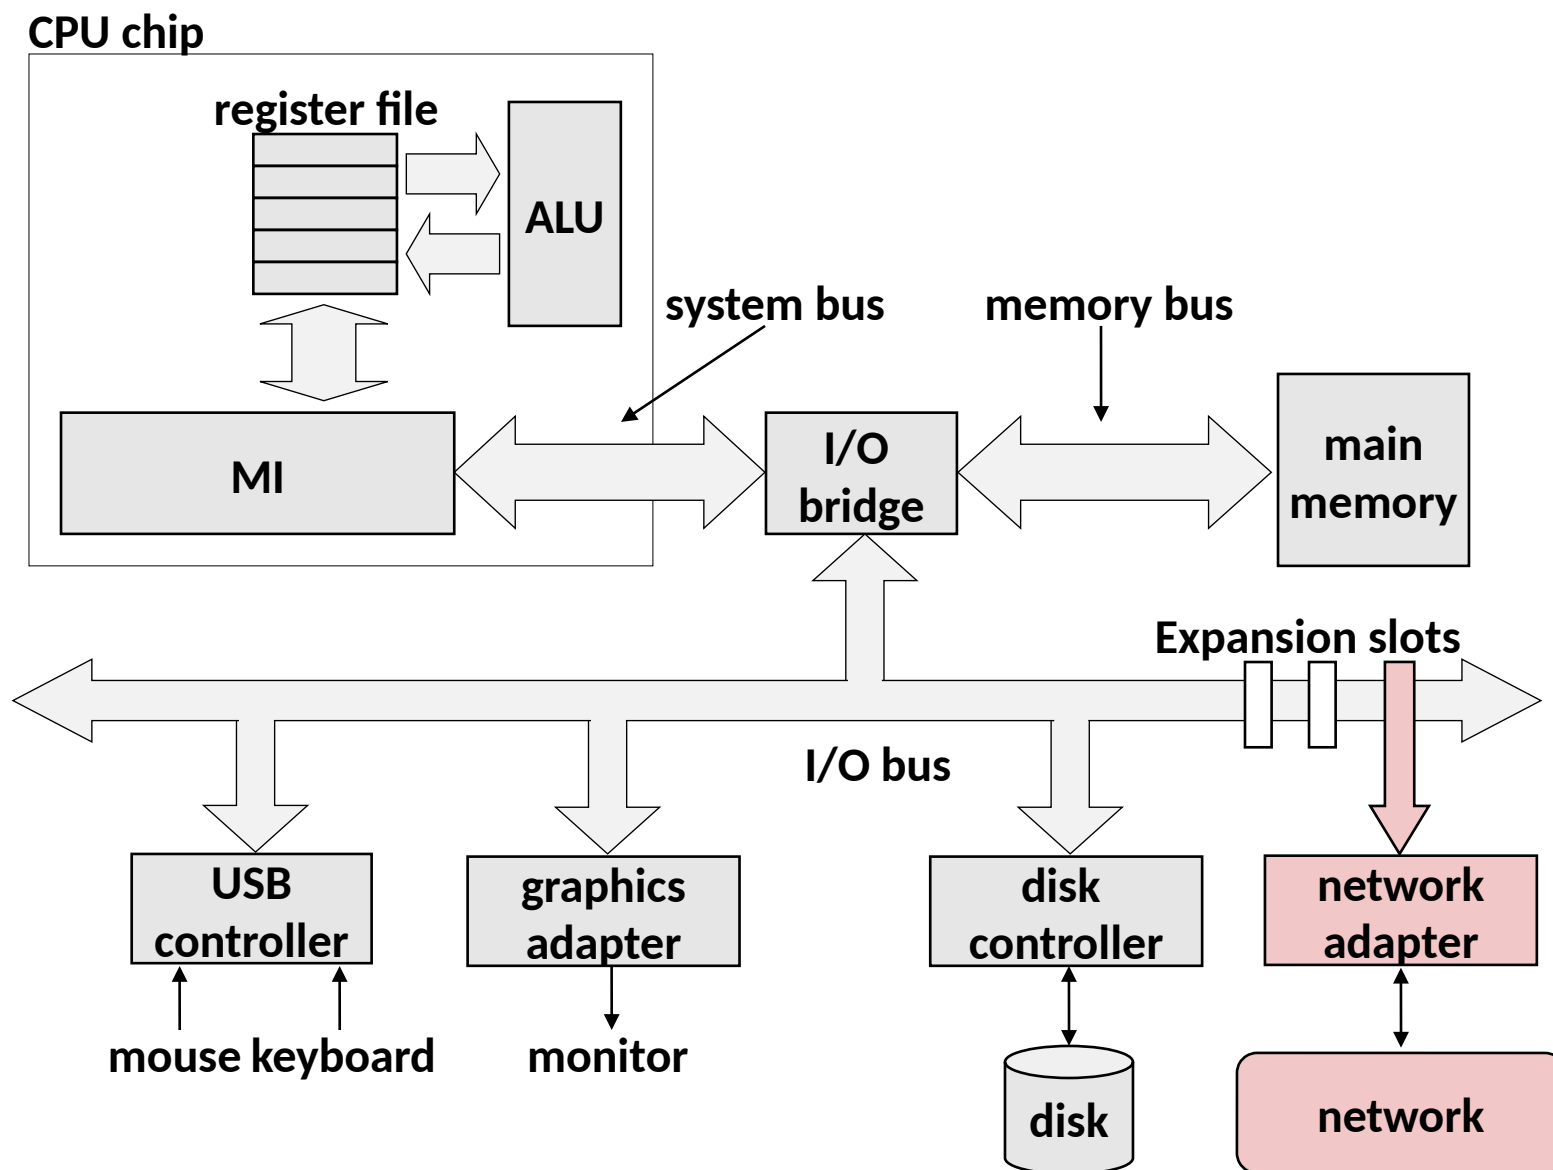 CPU chip
register file
ALU
system bus
memory bus
MI
I/O
bridge
main
memory
Expansion slots
I/O bus
USB
controller
graphics
adapter
disk
controller
network
adapter
mouse keyboard
monitor
disk
network